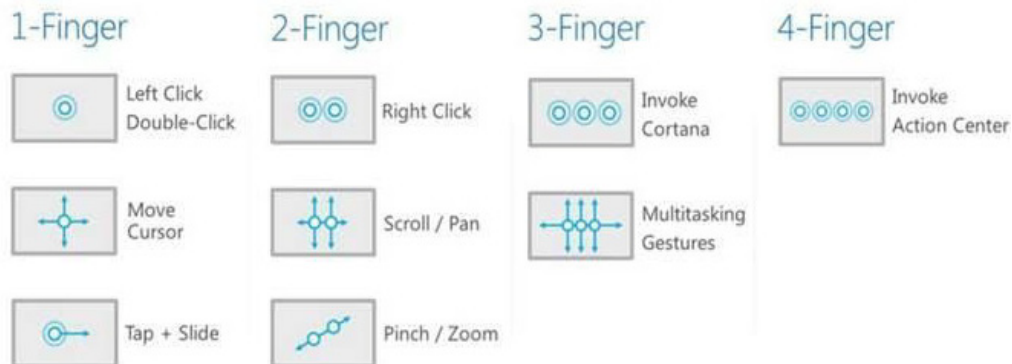 1-Finger
Left Click
Double-Click
Move
Cursor
Tap + Slide
2-Finger
Right Click
Scroll / Pan
Pinch / Zoom
3-Finger
Invoke
Cortana
Multitasking
Gestures
4-Finger
Invoke
Action Center